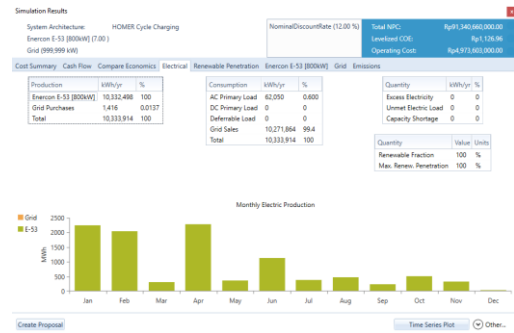 Simulation Results
x
System Architecture: HOMER Cycle Charging
Enercon E-53 [800kW] (7.00 )
Grid (999,999 kW)
NominalDiscountRate (12.00 %)
Total NPC: Rp91,340,660,000.00
Levelized COE: Rp1,126.96
Operating Cost: Rp4,973,603,000.00
Cost Summary Cash Flow Compare Economics Electrical Renewable Penetration Enercon E-53 [800kW] Grid Emissions
Production kWh/yr %
Enercon E-53 [800kW] 10,332,498 100
Grid Purchases 1,416 0.0137
Total 10,333,914 100
Consumption kWh/yr %
AC Primary Load 62,050 0.600
DC Primary Load 0 0
Deferrable Load 0 0
Grid Sales 10,271,864 99.4
Total 10,333,914 100
Quantity kWh/yr %
Excess Electricity 0 0
Unmet Electric Load 0 0
Capacity Shortage 0 0
Quantity Value Units
Renewable Fraction 100 %
Max. Renew. Penetration 100 %
Monthly Electric Production
Grid
E-53
MWh
2500
2000
1500
1000
500
0
Jan Feb Mar Apr May Jun Jul Aug Sep Oct Nov Dec
Create Proposal
Time Series Plot
Other...